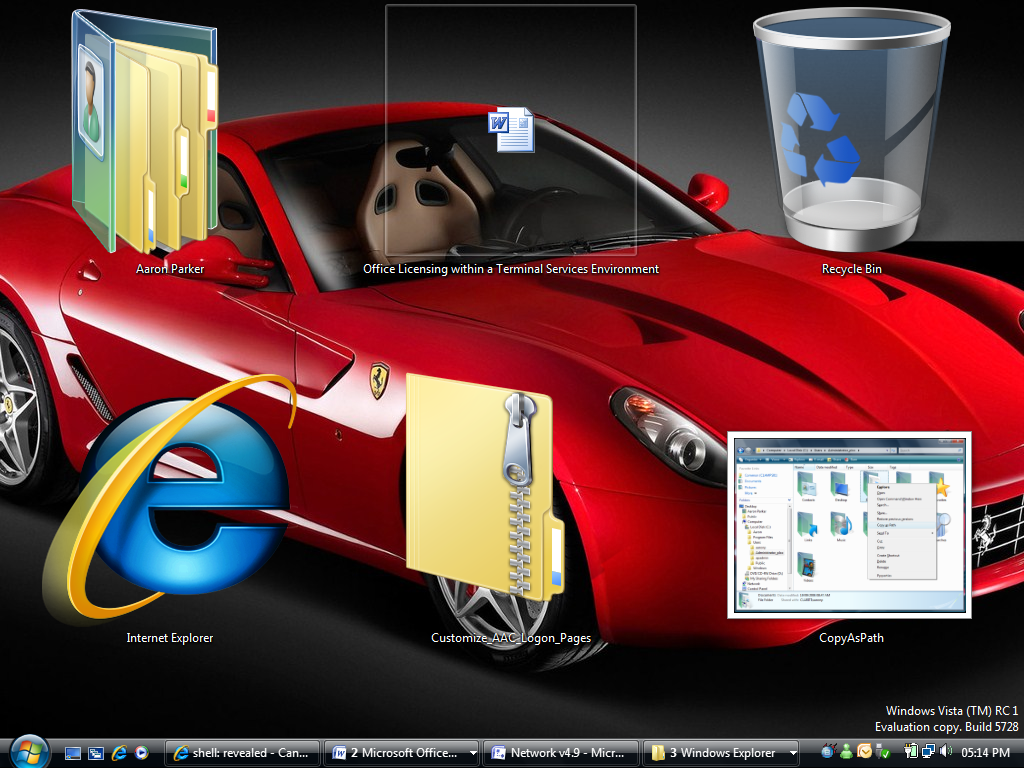 Aaron Parker
Office Licensing within a Terminal Services Environment
Recycle Bin
Internet Explorer
Customize_AAC_Logon_Pages
CopyAsPath
Windows Vista (TM) RC 1
Evaluation copy. Build 5728
shell: revealed - Can...
2 Microsoft Office...
Network v4.9 - Micr...
3 Windows Explorer
05:14 PM